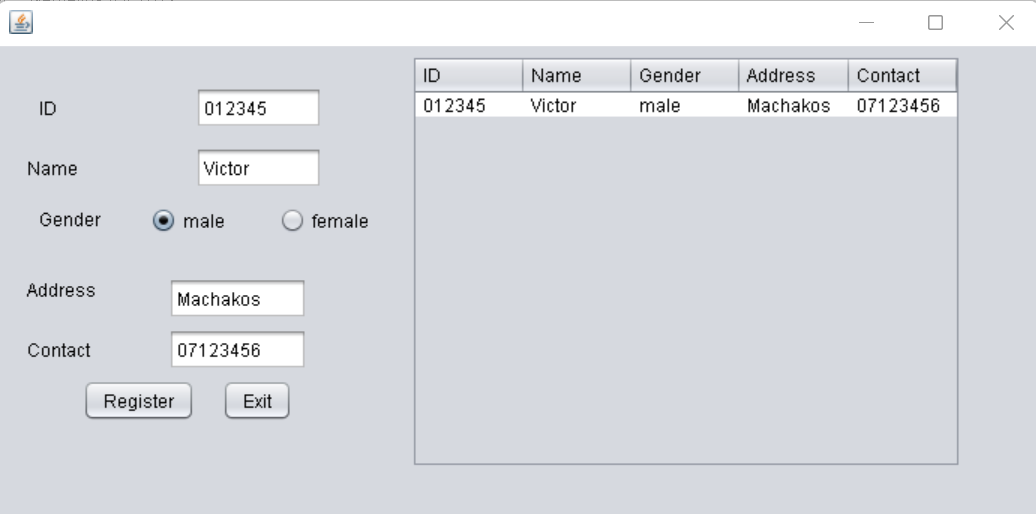 ID 012345
Name Victor
Gender male female
Address Machakos
Contact 07123456
Register Exit
ID Name Gender Address Contact
012345 Victor male Machakos 07123456